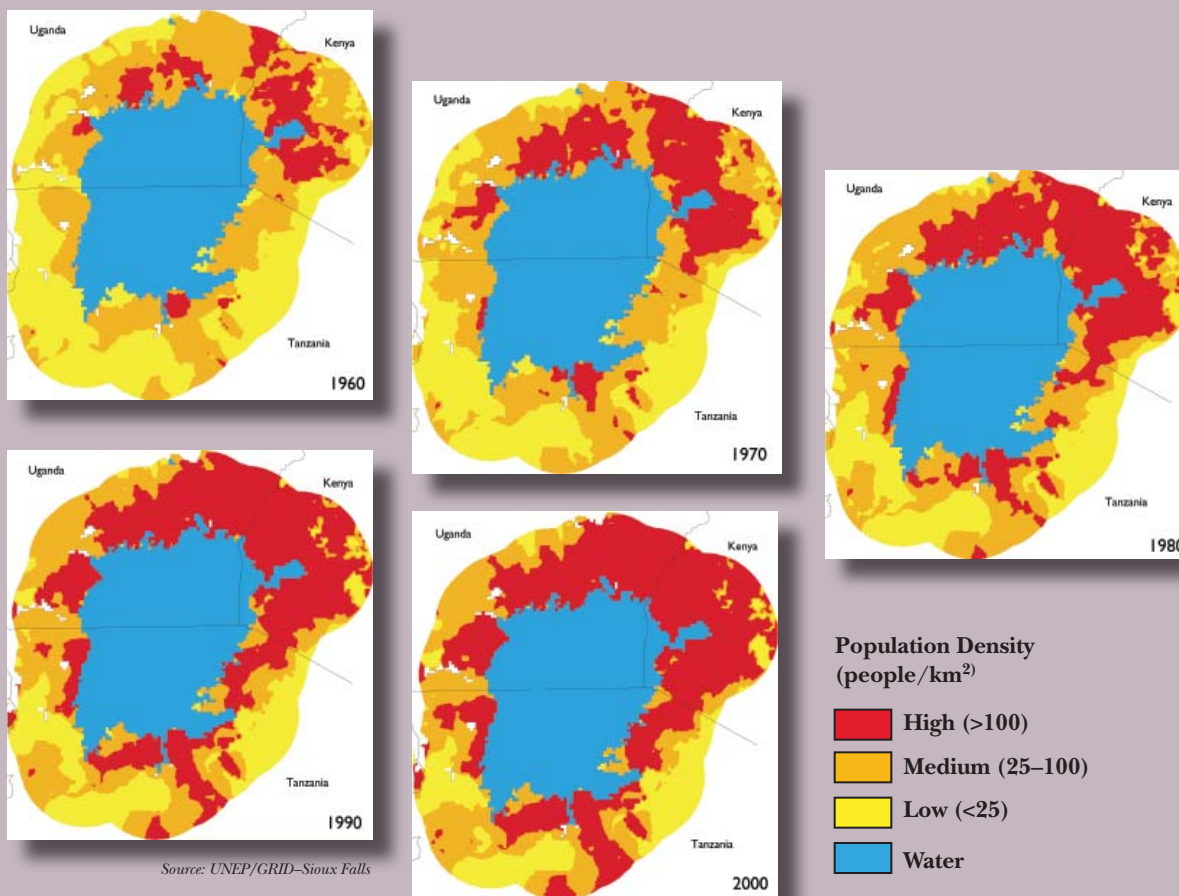 Uganda
Kenya
Tanzania
1960
Uganda
Kenya
Tanzania
1970
Uganda
Kenya
Tanzania
1980
Uganda
Kenya
Tanzania
1990
Source: UNEP/GRID–Sioux Falls
Uganda
Kenya
Tanzania
2000
Population Density
(people/km²⁾
High (>100)
Medium (25–100)
Low (<25)
Water